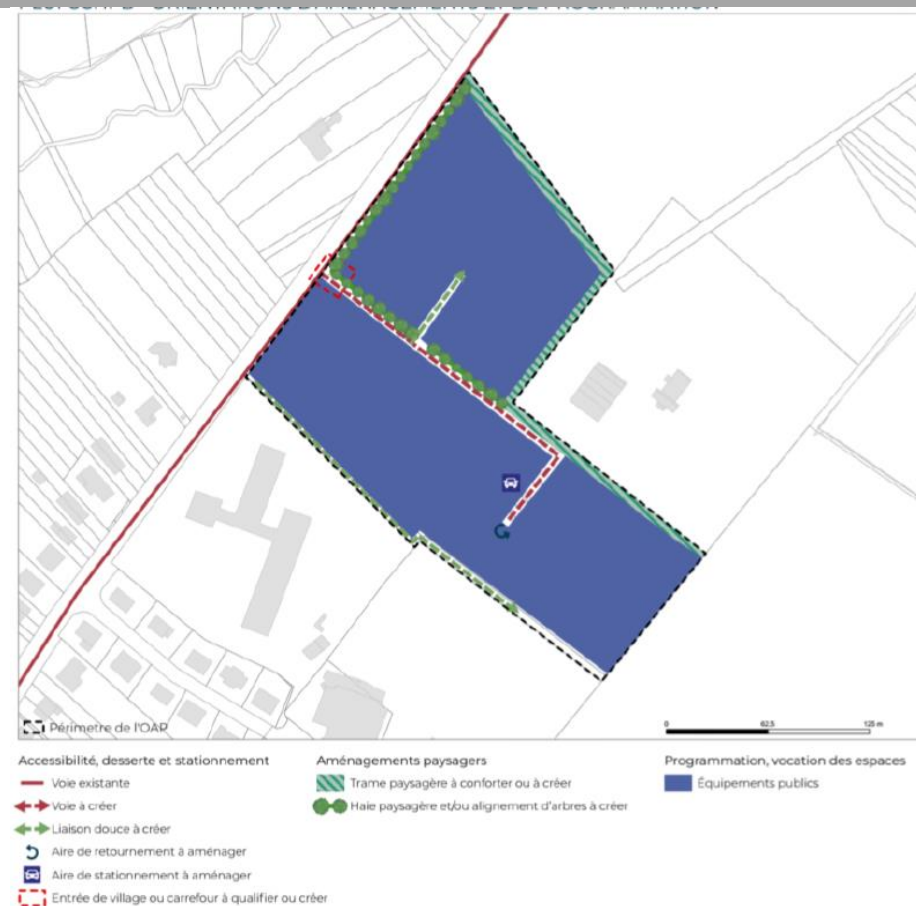 Périmetre de l'OAP
0 62.5 125 m
Accessibilité, desserte et stationnement
Voie existante
Voie à créer
Liaison douce à créer
Aire de retournement à aménager
Aire de stationnement à aménager
Entrée de village ou carrefour à qualifier ou créer
Aménagements paysagers
Trame paysagère à conforter ou à créer
Haie paysagère et/ou alignement d'arbres à créer
Programmation, vocation des espaces
Équipements publics